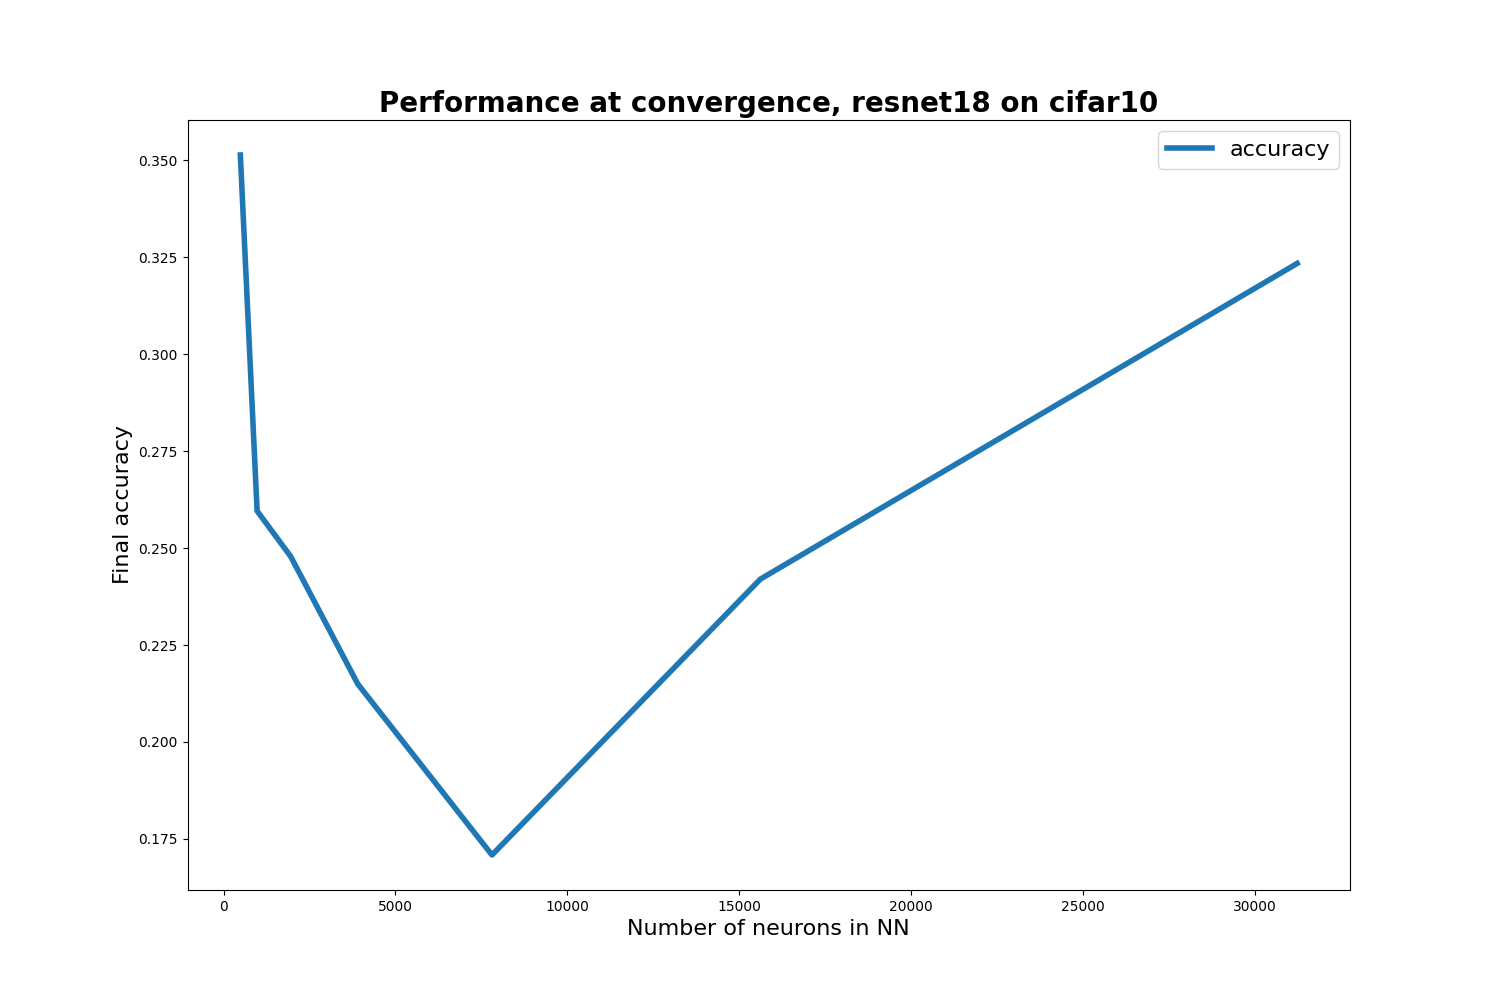 Performance at convergence, resnet18 on cifar10
accuracy
Final accuracy
0.350
0.325
0.300
0.275
0.250
0.225
0.200
0.175
0 5000 10000 15000 20000 25000 30000
Number of neurons in NN